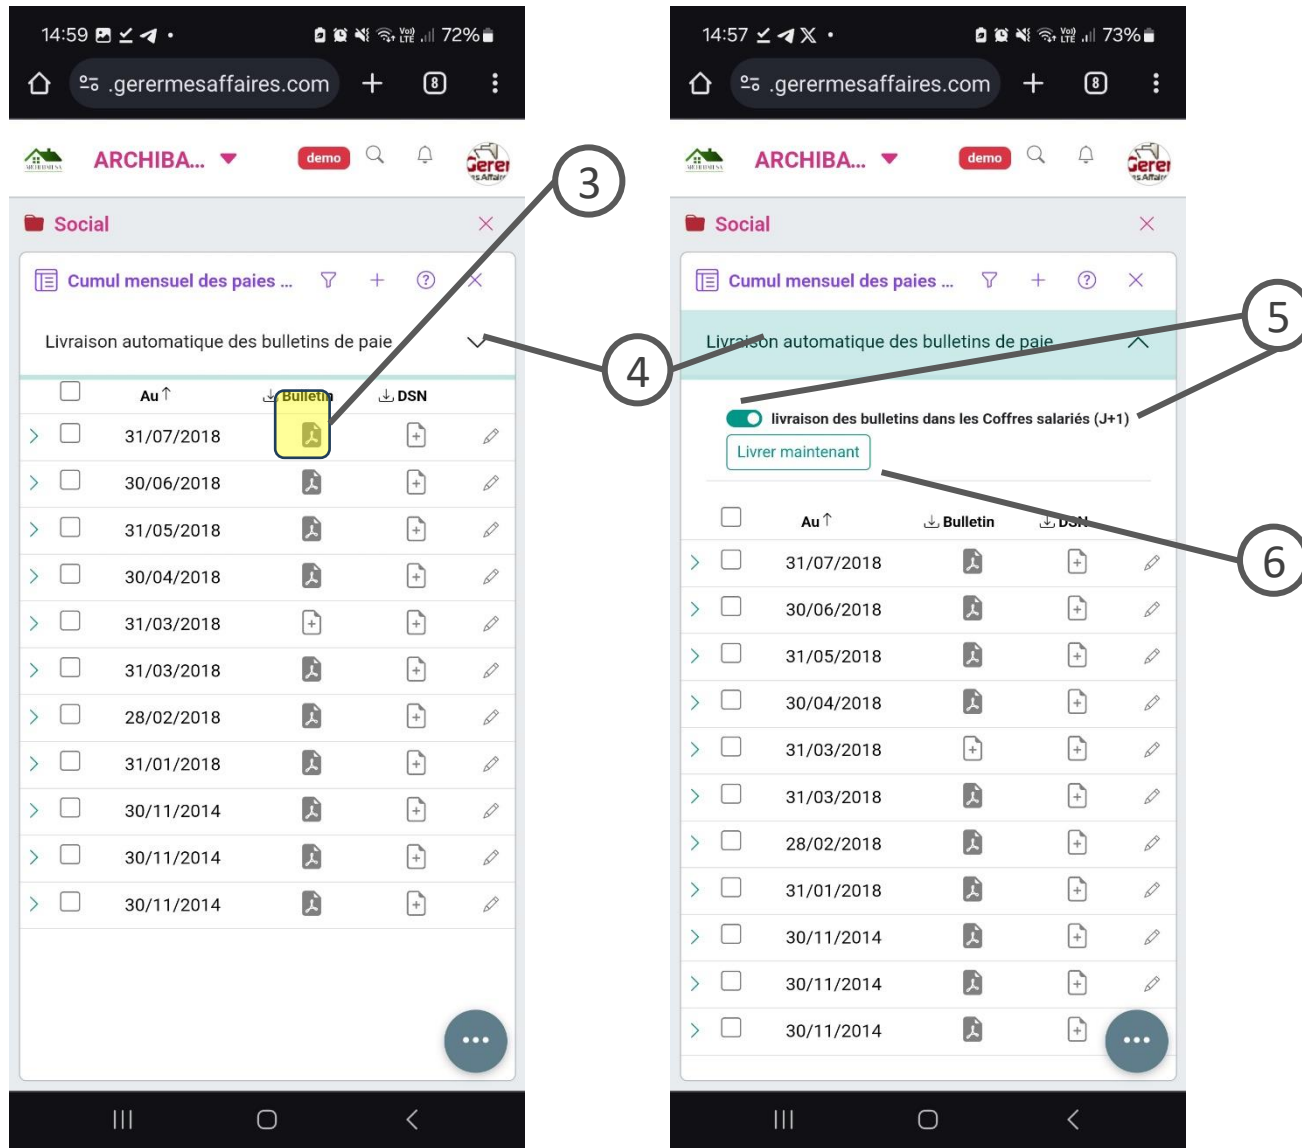 14:59
72%
.gerermesaffaires.com
8
ARCHIBA...
demo
Gerer
Social
Cumul mensuel des paies ...
Livraison automatique des bulletins de paie
Au Bulletin DSN
31/07/2018
30/06/2018
31/05/2018
30/04/2018
31/03/2018
31/03/2018
28/02/2018
31/01/2018
30/11/2014
30/11/2014
30/11/2014
3
4
14:57
73%
.gerermesaffaires.com
8
ARCHIBA...
demo
Gerer
Social
Cumul mensuel des paies ...
Livraison automatique des bulletins de paie
livraison des bulletins dans les Coffres salariés (J+1)
Livrer maintenant
Au Bulletin DSN
31/07/2018
30/06/2018
31/05/2018
30/04/2018
31/03/2018
31/03/2018
28/02/2018
31/01/2018
30/11/2014
30/11/2014
30/11/2014
5
6